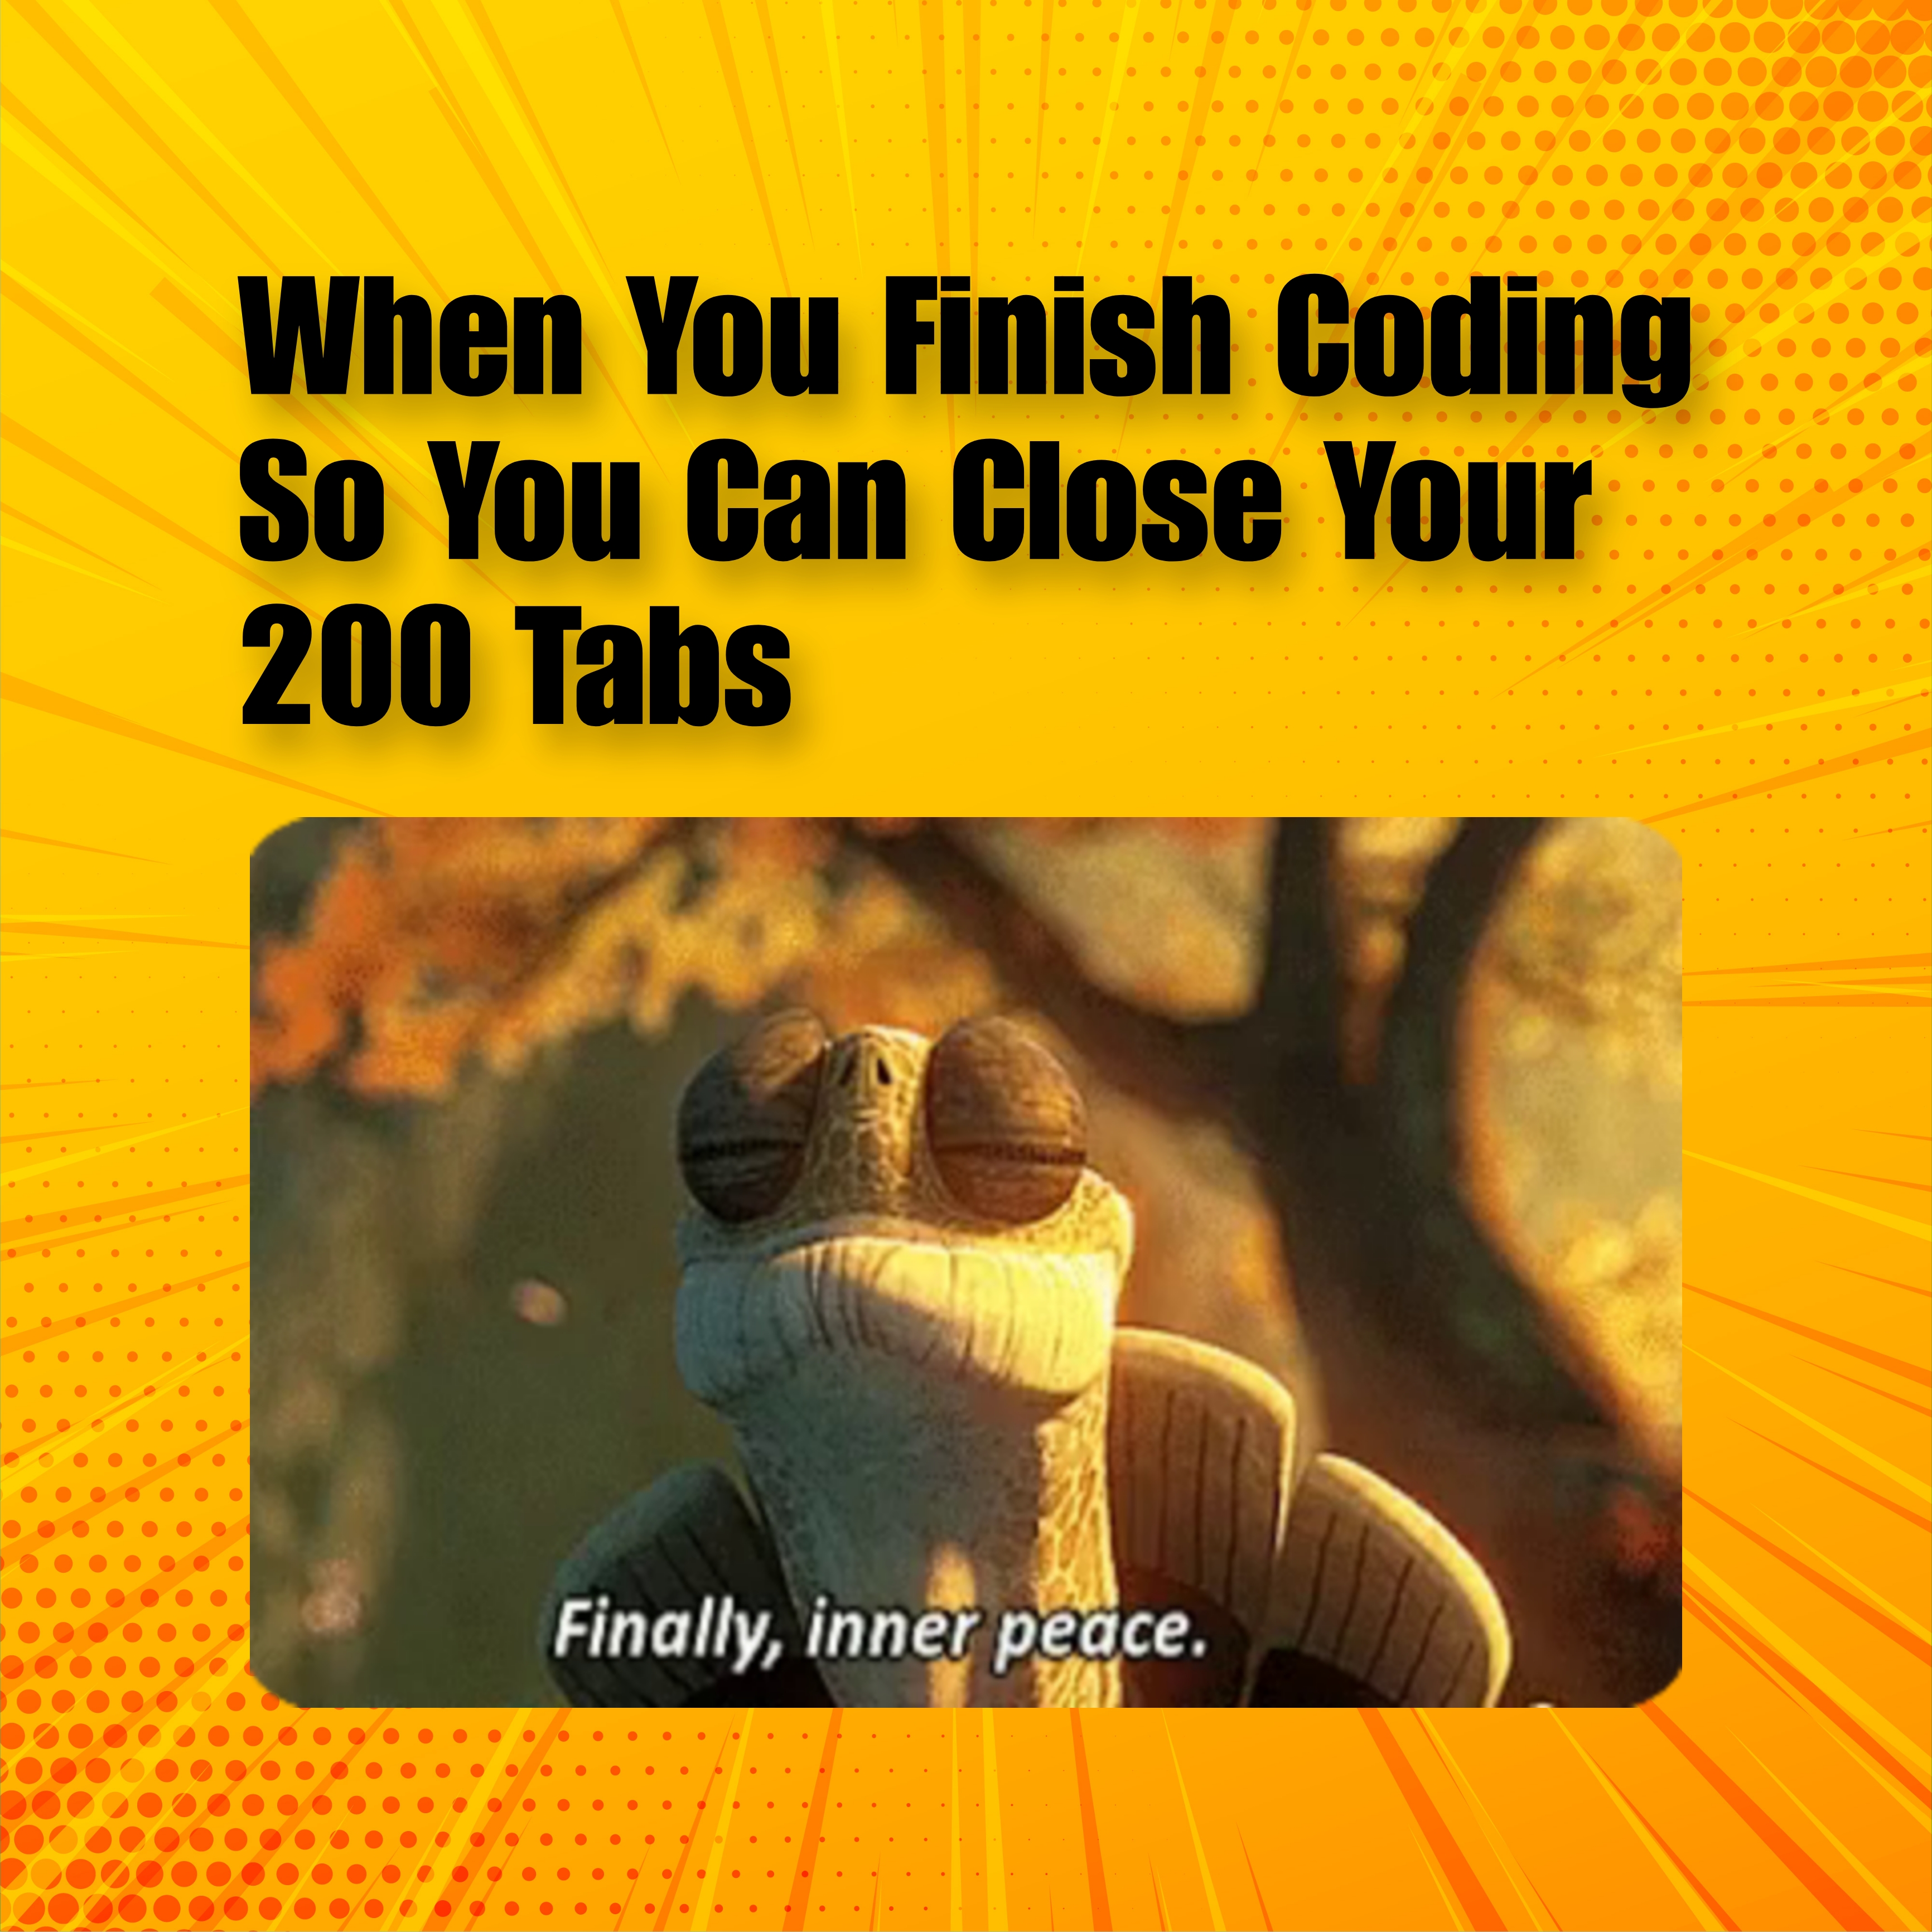 When You Finish Coding
So You Can Close Your
200 Tabs
Finally, inner peace.